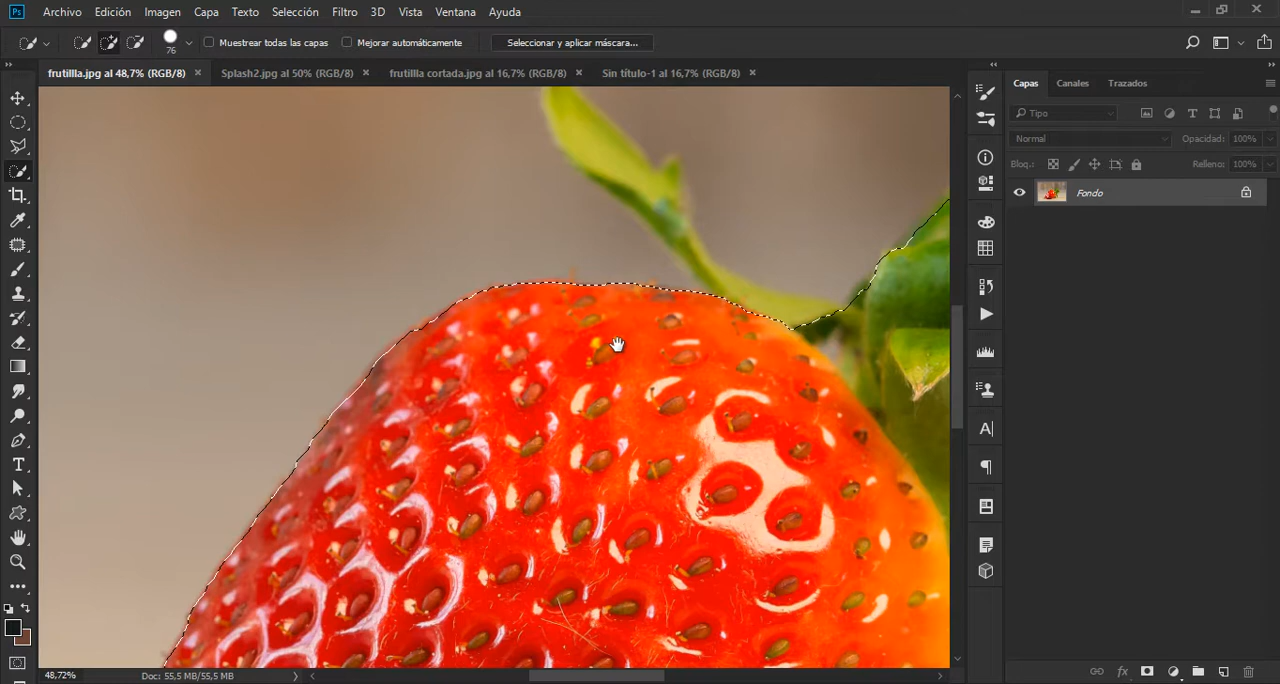 Ps Archivo Edición Imagen Capa Texto Selección Filtro 3D Vista Ventana Ayuda
76 Muestrear todas las capas Mejorar automáticamente Seleccionar y aplicar máscara...
frutillla.jpg al 48,7% (RGB/8) × Splash2.jpg al 50% (RGB/8) × frutillla cortada.jpg al 16,7% (RGB/8) × Sin título-1 al 16,7% (RGB/8) ×
Capas Canales Trazados
Tipo
Normal Opacidad: 100%
Bloq.: Relleno: 100%
Fondo
48,72% Doc: 55,5 MB/55,5 MB